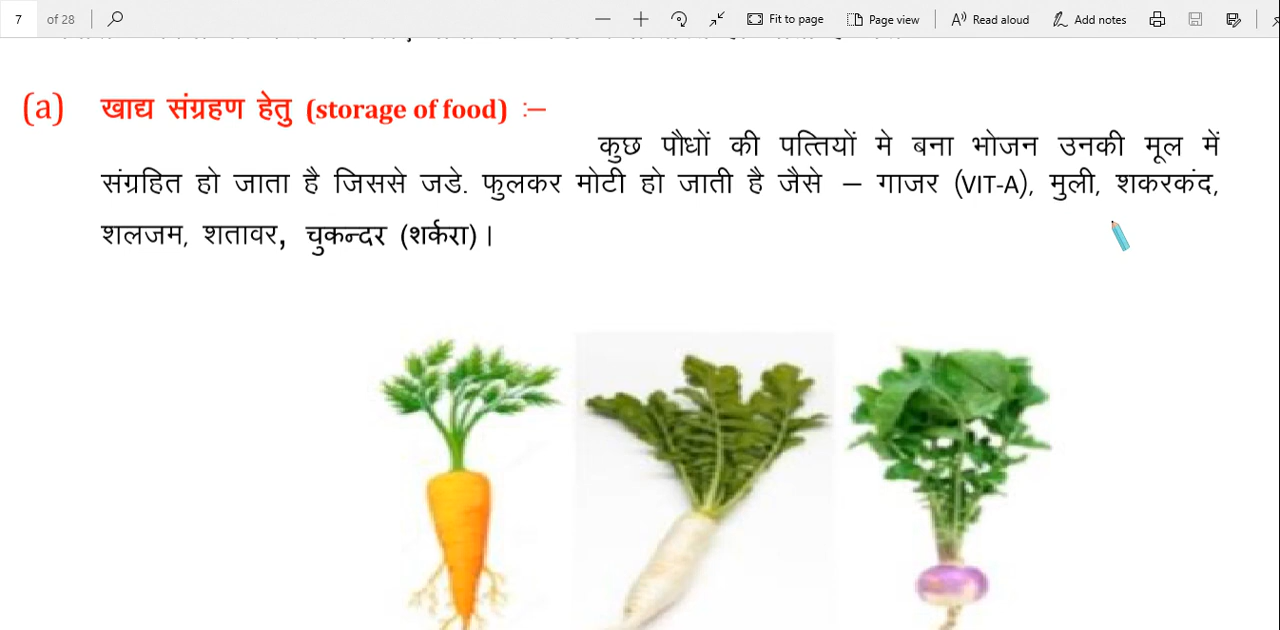 7 of 28 Fit to page Page view Read aloud Add notes
(a) खाद्य संग्रहण हेतु (storage of food) :–
कुछ पौधों की पत्तियों मे बना भोजन उनकी मूल में
संग्रहित हो जाता है जिससे जडे. फुलकर मोटी हो जाती है जैसे – गाजर (VIT-A), मुली, शकरकंद,
शलजम, शतावर, चुकन्दर (शर्करा)।